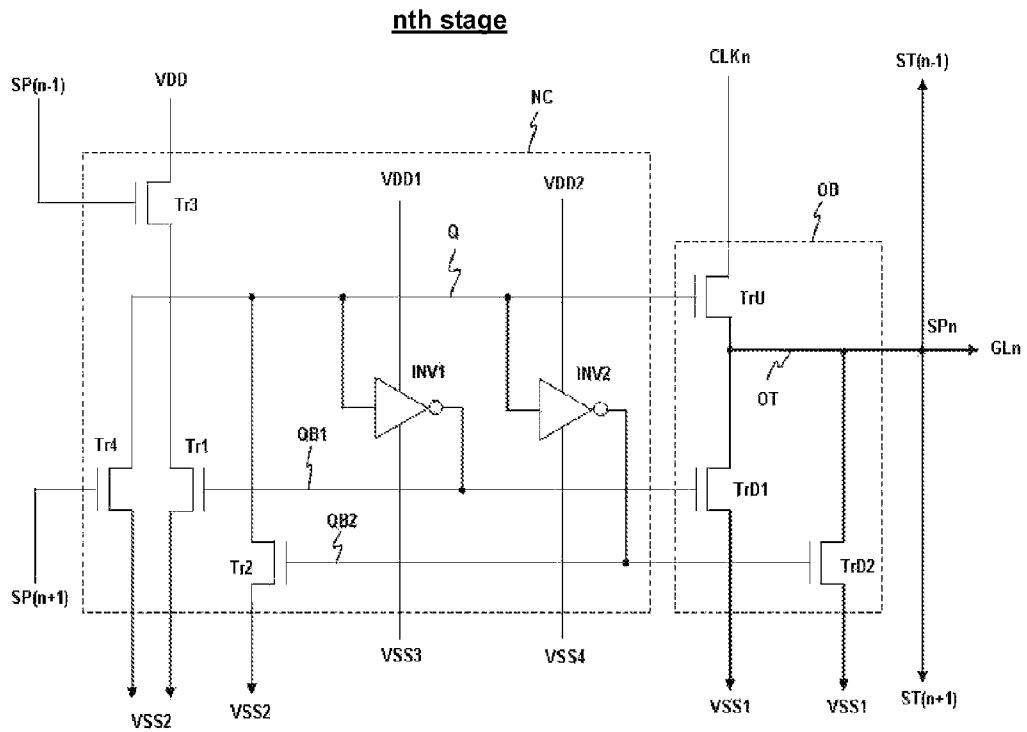 nth stage
SP(n-1)
VDD
CLKn
ST(n-1)
NC
VDD1
VDD2
OB
Tr3
Q
TrU
SPn
GLn
INV1
INV2
OT
Tr4
Tr1
QB1
TrD1
QB2
Tr2
TrD2
SP(n+1)
VSS3
VSS4
VSS2
VSS2
VSS1
VSS1
ST(n+1)